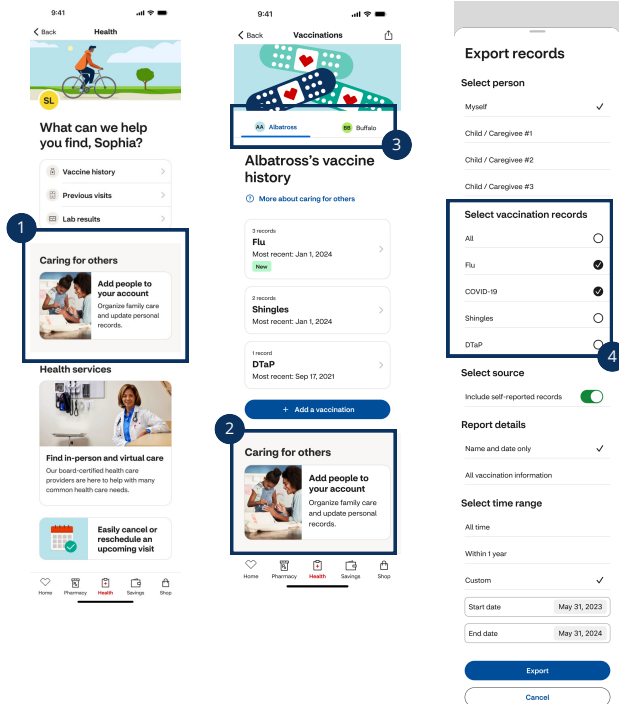 9:41
Back
Health
SL
What can we help
you find, Sophia?
Vaccine history
Previous visits
Lab results
1
Caring for others
Add people to
your account
Organize family care
and update personal
records.
Health services
Find in-person and virtual care
Our board-certified health care
providers are here to help with many
common health care needs.
Easily cancel or
reschedule an
upcoming visit
Home
Pharmacy
Health
Savings
Shop
9:41
Back
Vaccinations
AA
Albatross
BB
Buffalo
3
Albatross's vaccine
history
More about caring for others
3 records
Flu
Most recent: Jan 1, 2024
New
2 records
Shingles
Most recent: Jan 1, 2024
1 record
DTaP
Most recent: Sep 17, 2021
+ Add a vaccination
2
Caring for others
Add people to
your account
Organize family care
and update personal
records.
Home
Pharmacy
Health
Savings
Shop
Export records
Select person
Myself
Child / Caregivee #1
Child / Caregivee #2
Child / Caregivee #3
Select vaccination records
All
Flu
COVID-19
Shingles
DTaP
4
Select source
Include self-reported records
Report details
Name and date only
All vaccination information
Select time range
All time
Within 1 year
Custom
Start date
May 31, 2023
End date
May 31, 2024
Export
Cancel